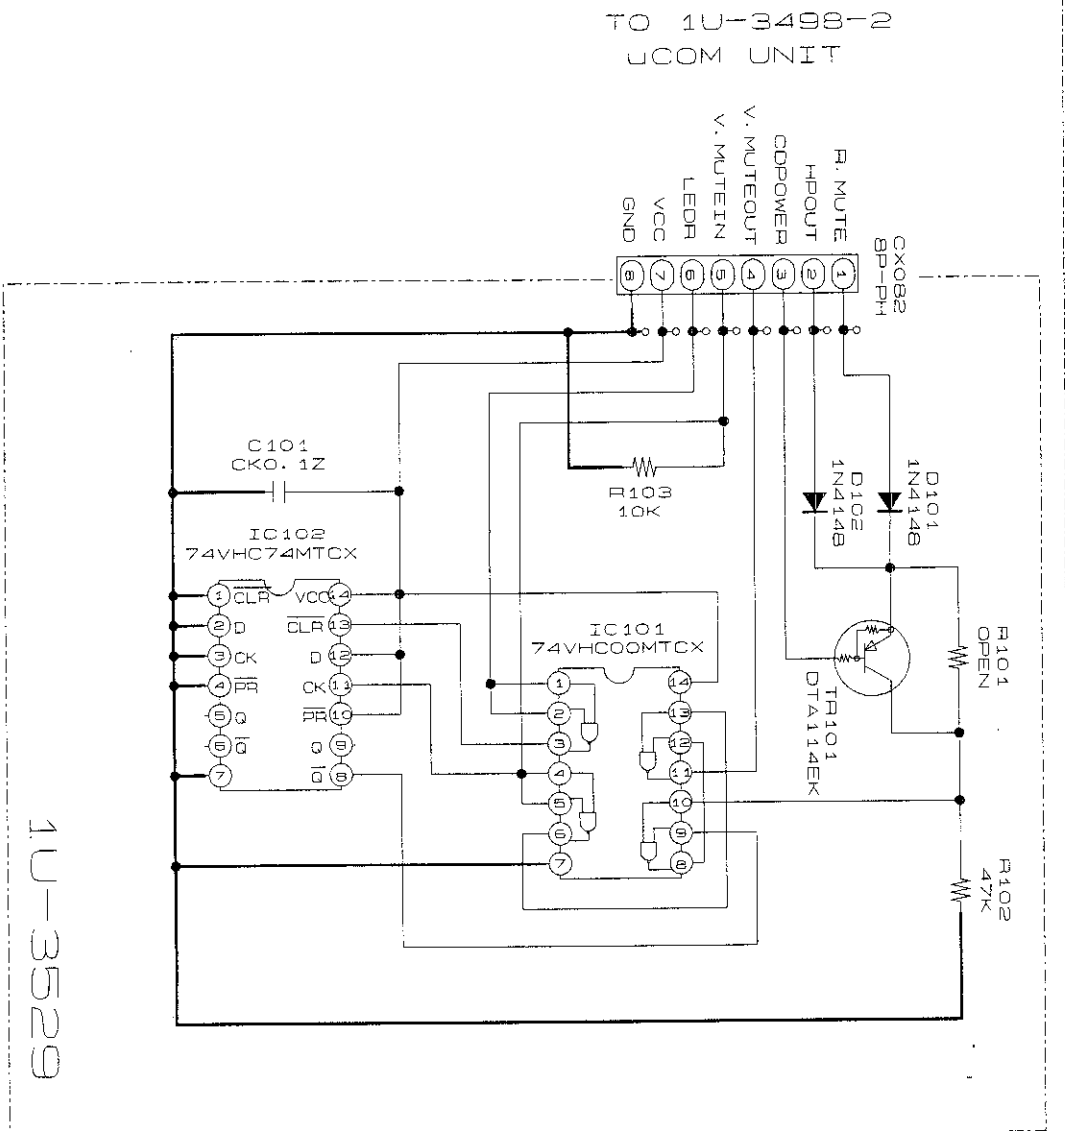 TO 1U-3498-2
uCOM UNIT
R. MUTE
HPOUT
CDPOWER
V. MUTEOUT
V. MUTEIN
LEDR
VCC
GND
CX082
8P-PH
8 7 6 5 4 3 2 1
C101
CK0. 1Z
R103
10K
D102
1N4148
D101
1N4148
IC102
74VHC74MTCX
1 CLR VCC 14
2 D CLR 13
3 CK D 12
4 PR CK 11
5 Q PR 10
6 Q Q 9
7 Q 8
IC101
74VHC00MTCX
1 14
2 13
3 12
4 11
5 10
6 9
7 8
TR101
DTA114EK
R101
OPEN
R102
47K
1U-3529